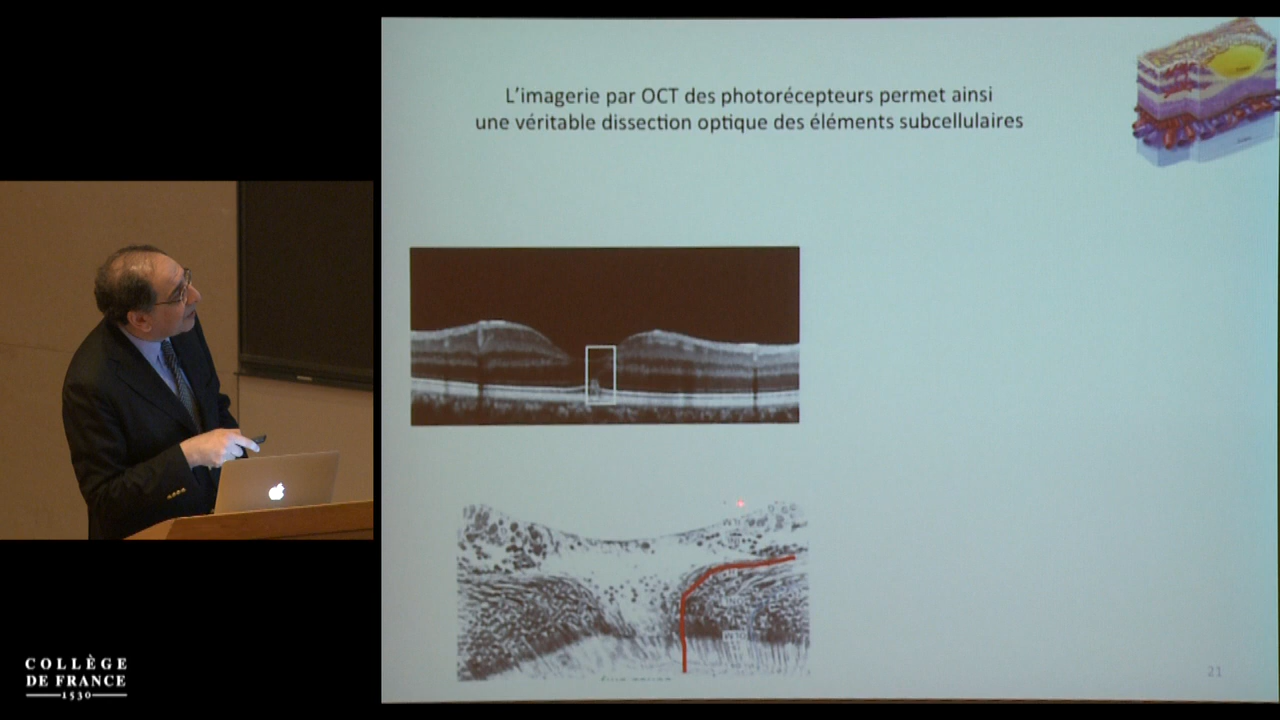 L'imagerie par OCT des photorécepteurs permet ainsi
une véritable dissection optique des éléments subcellulaires
21
COLLÈGE
DE FRANCE
1530